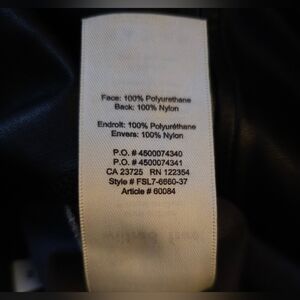 Face: 100% Polyurethane
Back: 100% Nylon
Endroit: 100% Polyuréthane
Envers: 100% Nylon
P.O. # 4500074340
P.O. # 4500074341
CA 23725 RN 122354
Style # FSL7-6660-37
Article # 60084